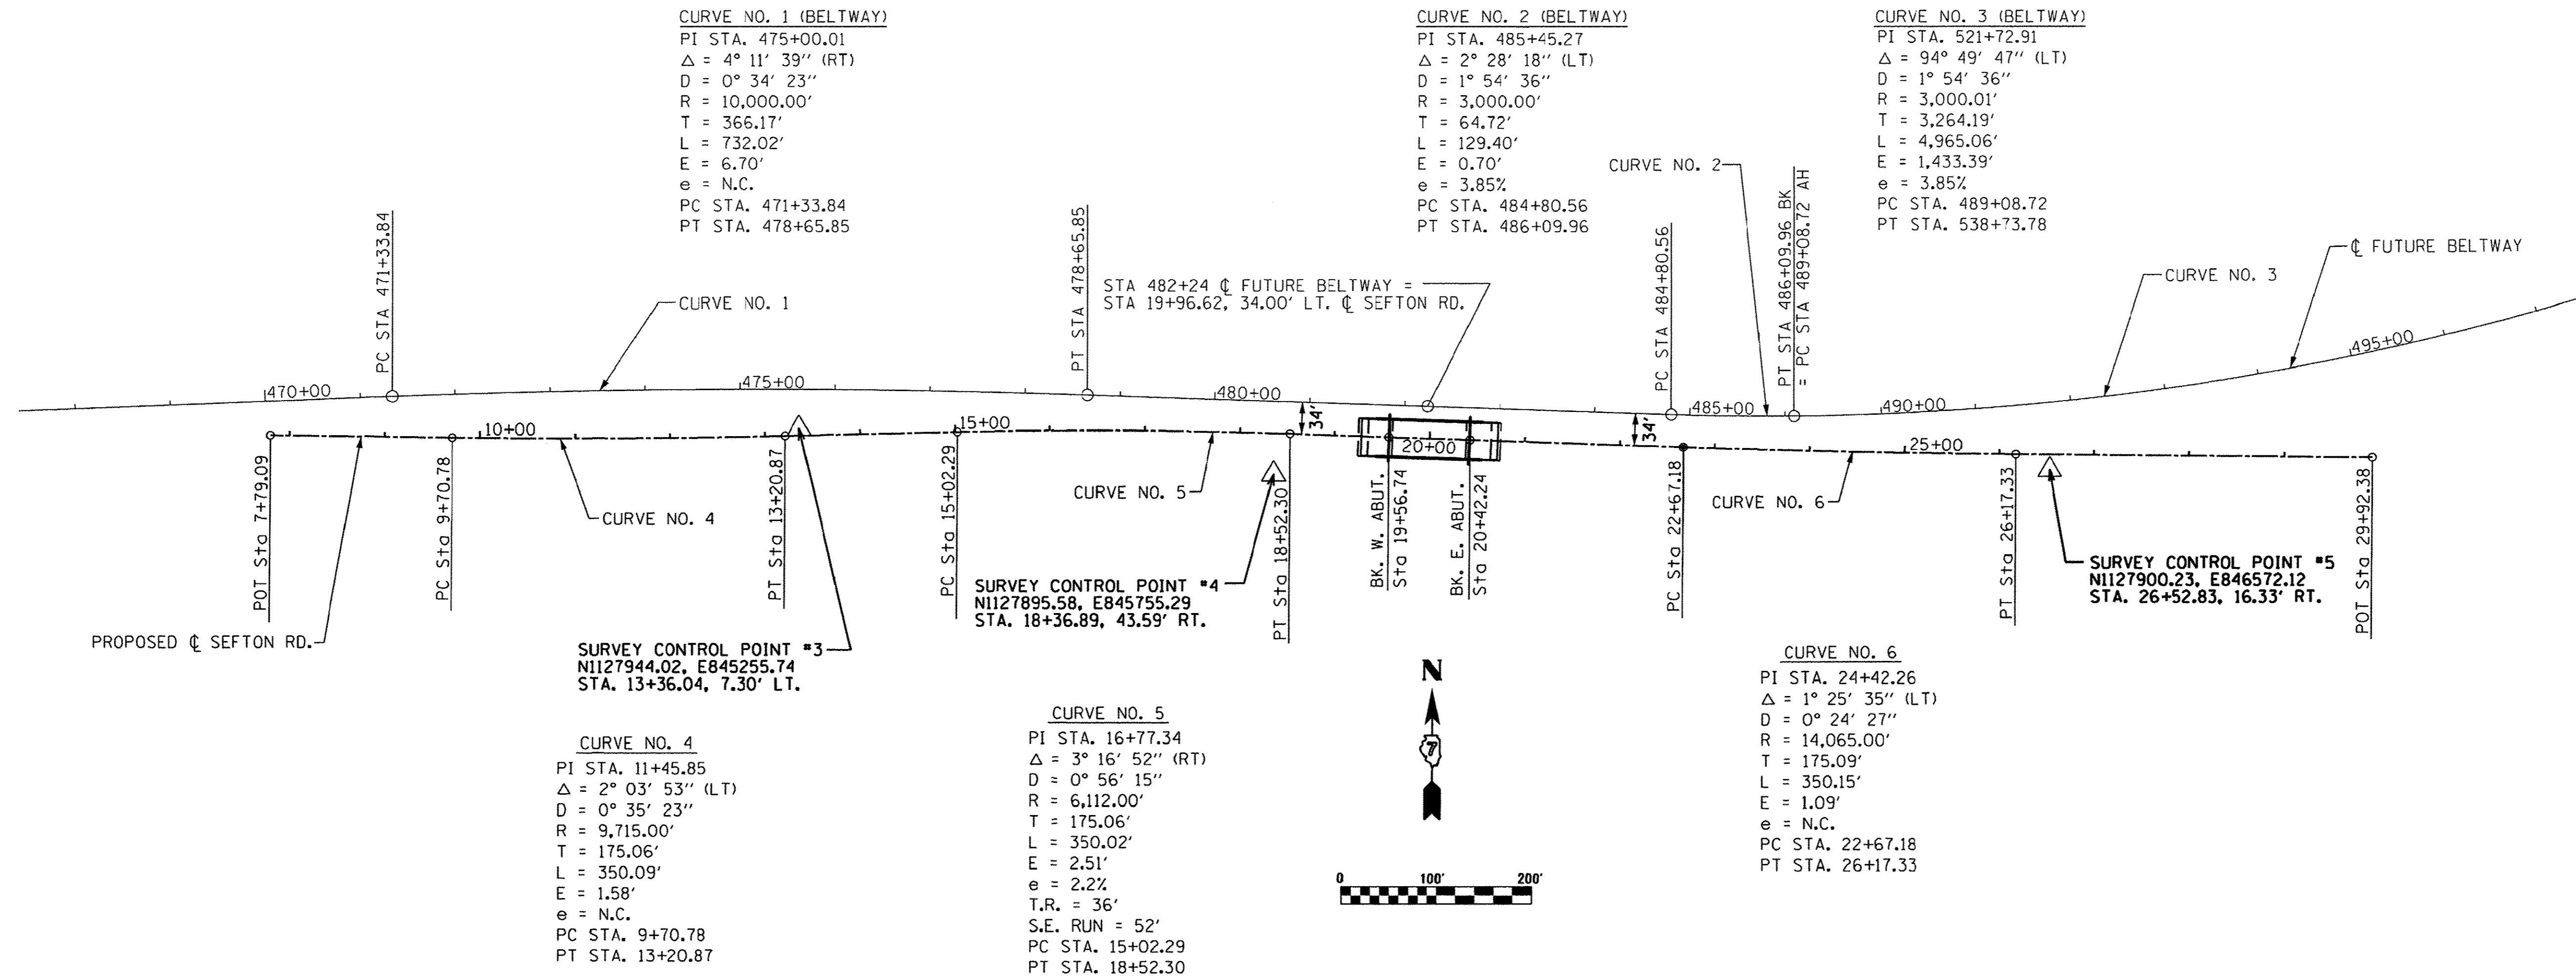 CURVE NO. 1 (BELTWAY)
PI STA. 475+00.01
Δ = 4° 11' 39'' (RT)
D = 0° 34' 23''
R = 10,000.00'
T = 366.17'
L = 732.02'
E = 6.70'
e = N.C.
PC STA. 471+33.84
PT STA. 478+65.85
CURVE NO. 2 (BELTWAY)
PI STA. 485+45.27
Δ = 2° 28' 18'' (LT)
D = 1° 54' 36''
R = 3,000.00'
T = 64.72'
L = 129.40'
E = 0.70'
e = 3.85%
PC STA. 484+80.56
PT STA. 486+09.96
CURVE NO. 3 (BELTWAY)
PI STA. 521+72.91
Δ = 94° 49' 47'' (LT)
D = 1° 54' 36''
R = 3,000.01'
T = 3,264.19'
L = 4,965.06'
E = 1,433.39'
e = 3.85%
PC STA. 489+08.72
PT STA. 538+73.78
PC STA 471+33.84
CURVE NO. 1
PT STA 478+65.85
STA 482+24 ℄ FUTURE BELTWAY =
STA 19+96.62, 34.00' LT. ℄ SEFTON RD.
PC STA 484+80.56
CURVE NO. 2
PT STA 486+09.96 BK
= PC STA 489+08.72 AH
CURVE NO. 3
℄ FUTURE BELTWAY
470+00
475+00
480+00
485+00
490+00
495+00
34'
34'
10+00
15+00
20+00
25+00
POT Sta 7+79.09
PC Sta 9+70.78
PT Sta 13+20.87
PC Sta 15+02.29
PT Sta 18+52.30
BK. W. ABUT.
Sta 19+56.74
BK. E. ABUT.
Sta 20+42.24
PC Sta 22+67.18
PT Sta 26+17.33
POT Sta 29+92.38
CURVE NO. 4
CURVE NO. 5
CURVE NO. 6
PROPOSED ℄ SEFTON RD.
SURVEY CONTROL POINT #3
N1127944.02, E845255.74
STA. 13+36.04, 7.30' LT.
SURVEY CONTROL POINT #4
N1127895.58, E845755.29
STA. 18+36.89, 43.59' RT.
SURVEY CONTROL POINT #5
N1127900.23, E846572.12
STA. 26+52.83, 16.33' RT.
CURVE NO. 4
PI STA. 11+45.85
Δ = 2° 03' 53'' (LT)
D = 0° 35' 23''
R = 9,715.00'
T = 175.06'
L = 350.09'
E = 1.58'
e = N.C.
PC STA. 9+70.78
PT STA. 13+20.87
CURVE NO. 5
PI STA. 16+77.34
Δ = 3° 16' 52'' (RT)
D = 0° 56' 15''
R = 6,112.00'
T = 175.06'
L = 350.02'
E = 2.51'
e = 2.2%
T.R. = 36'
S.E. RUN = 52'
PC STA. 15+02.29
PT STA. 18+52.30
N
7
0 100' 200'
CURVE NO. 6
PI STA. 24+42.26
Δ = 1° 25' 35'' (LT)
D = 0° 24' 27''
R = 14,065.00'
T = 175.09'
L = 350.15'
E = 1.09'
e = N.C.
PC STA. 22+67.18
PT STA. 26+17.33